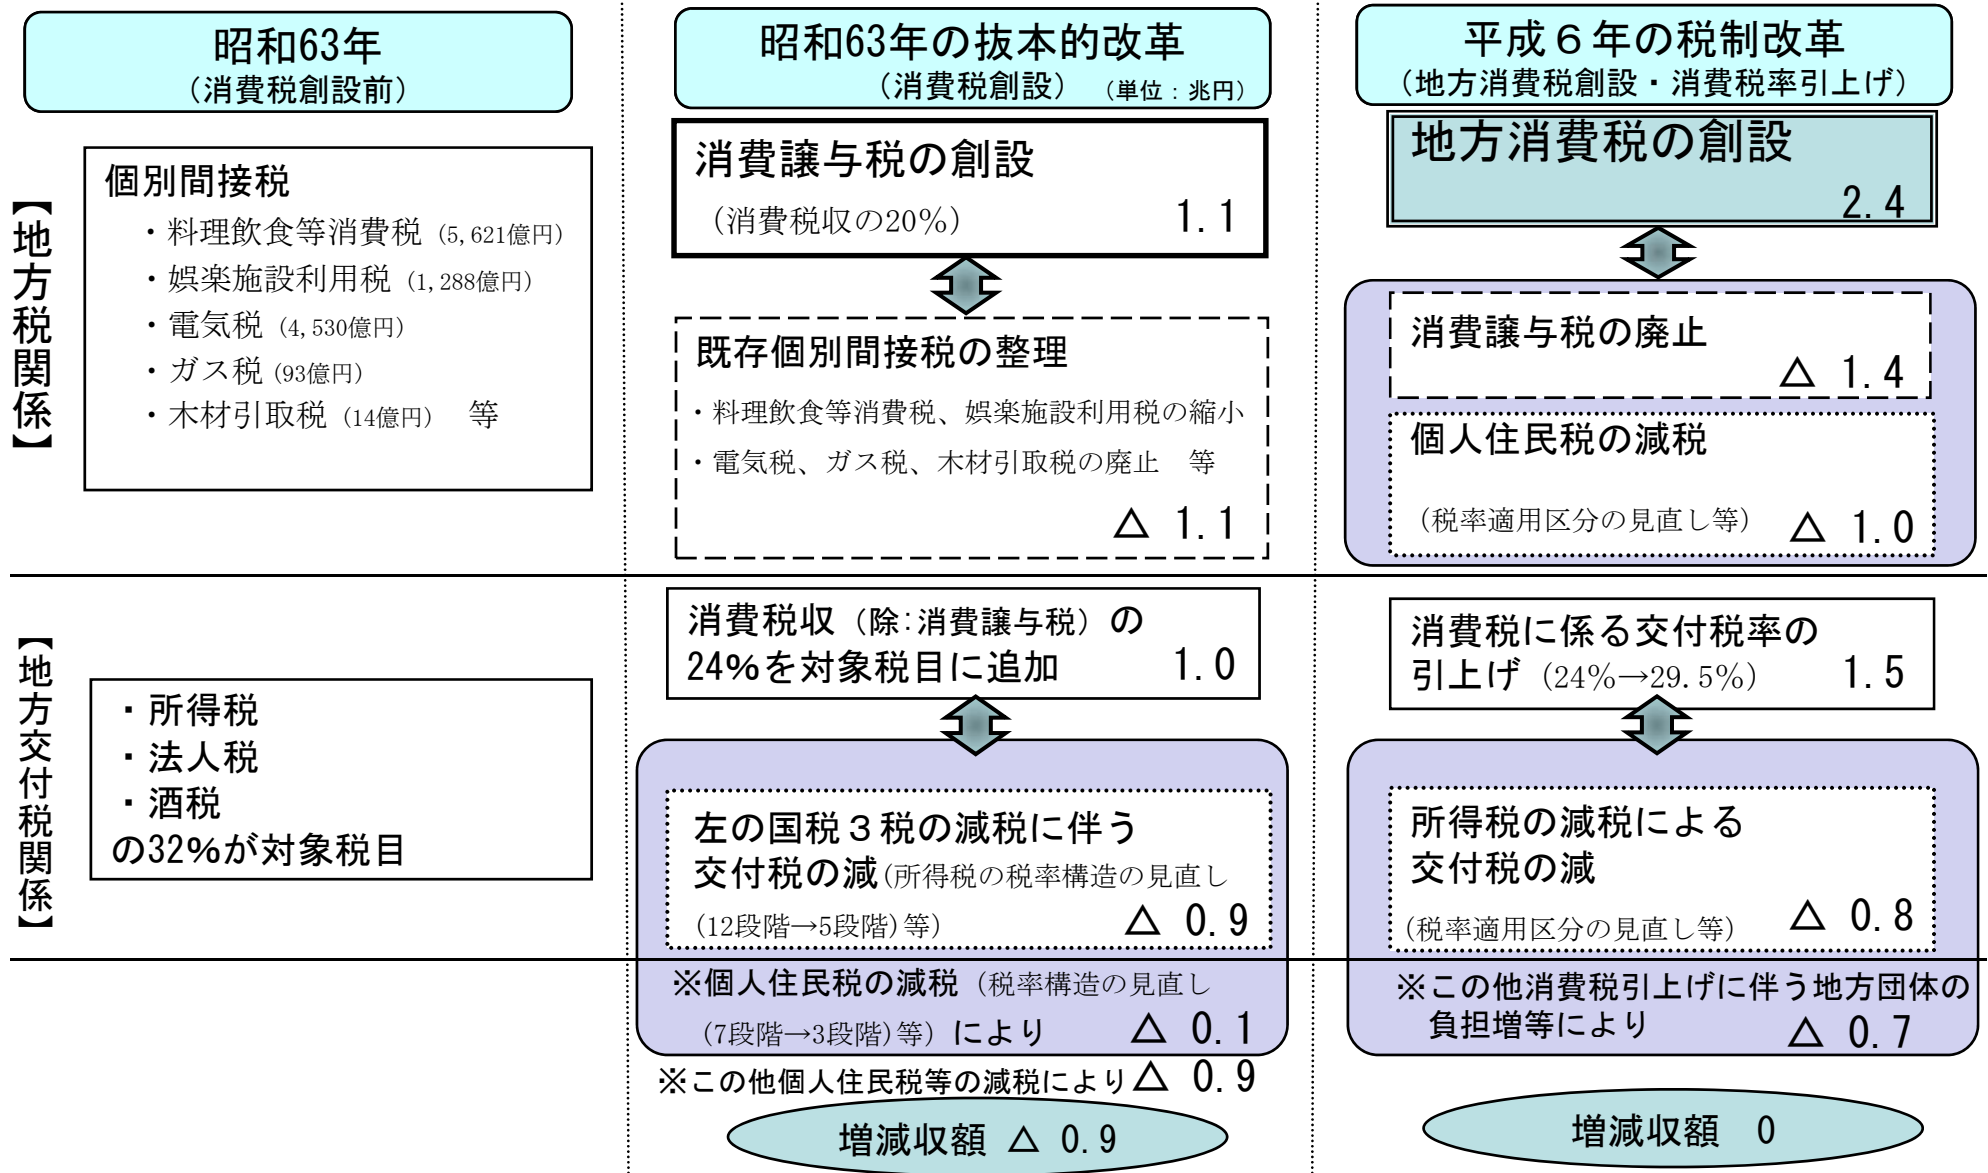 昭和63年
（消費税創設前）
昭和63年の抜本的改革
（消費税創設）（単位：兆円）
平成６年の税制改革
（地方消費税創設・消費税率引上げ）
【地方税関係】
個別間接税
・料理飲食等消費税（5,621億円）
・娯楽施設利用税（1,288億円）
・電気税（4,530億円）
・ガス税（93億円）
・木材引取税（14億円）　等
消費譲与税の創設
（消費税収の20％）　1.1
既存個別間接税の整理
・料理飲食等消費税、娯楽施設利用税の縮小
・電気税、ガス税、木材引取税の廃止　等
△ 1.1
地方消費税の創設
2.4
消費譲与税の廃止
△ 1.4
個人住民税の減税
（税率適用区分の見直し等）　△ 1.0
【地方交付税関係】
・所得税
・法人税
・酒税
の32%が対象税目
消費税収（除:消費譲与税）の
24%を対象税目に追加　1.0
左の国税３税の減税に伴う
交付税の減(所得税の税率構造の見直し
(12段階→5段階)等）　△ 0.9
※個人住民税の減税（税率構造の見直し
(7段階→3段階)等）により　△ 0.1
※この他個人住民税等の減税により△ 0.9
増減収額 △ 0.9
消費税に係る交付税率の
引上げ（24％→29.5％）　1.5
所得税の減税による
交付税の減
（税率適用区分の見直し等）　△ 0.8
※この他消費税引上げに伴う地方団体の
負担増等により　△ 0.7
増減収額　0